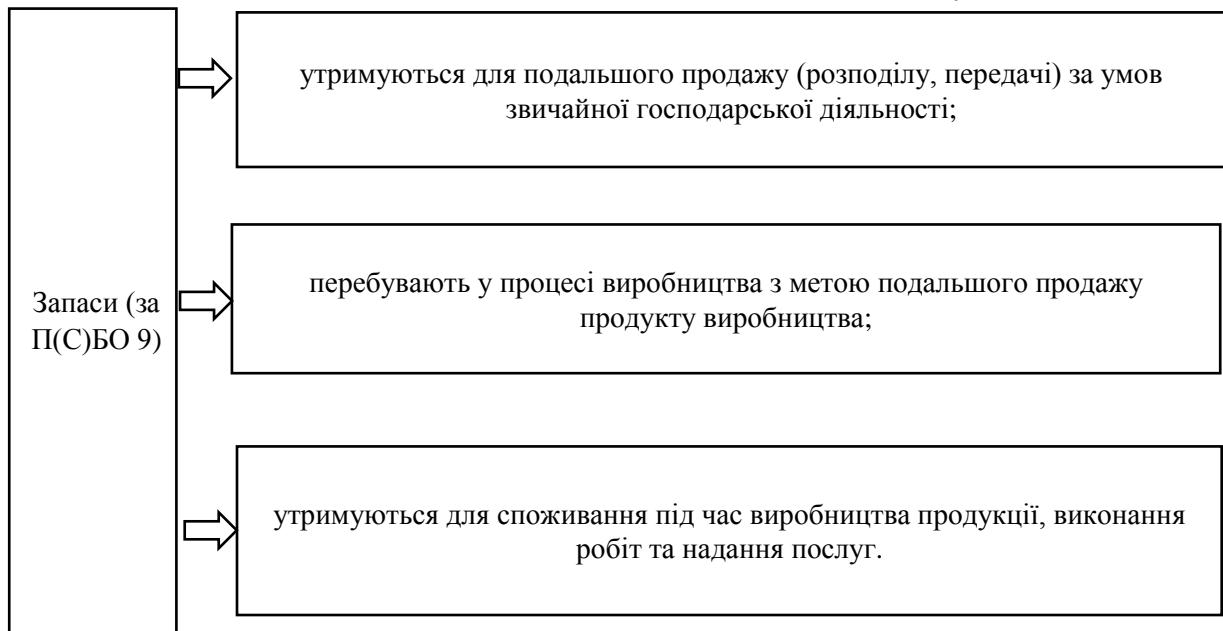 утримуються для подальшого продажу (розподілу, передачі) за умов
звичайної господарської діяльності;
перебувають у процесі виробництва з метою подальшого продажу
продукту виробництва;
Запаси (за
П(С)БО 9)
утримуються для споживання під час виробництва продукції, виконання
робіт та надання послуг.